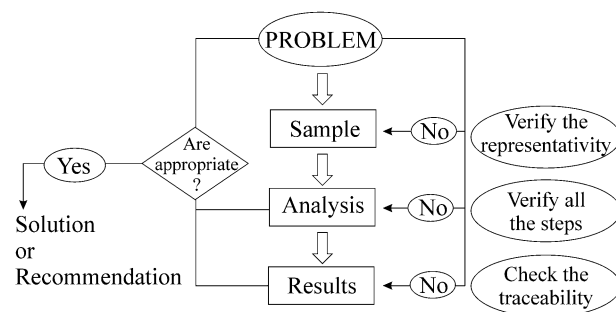 PROBLEM
Sample
No
Verify the
representativity
Are
appropriate
?
Yes
Analysis
No
Verify all
the steps
Solution
or
Recommendation
Results
No
Check the
traceability